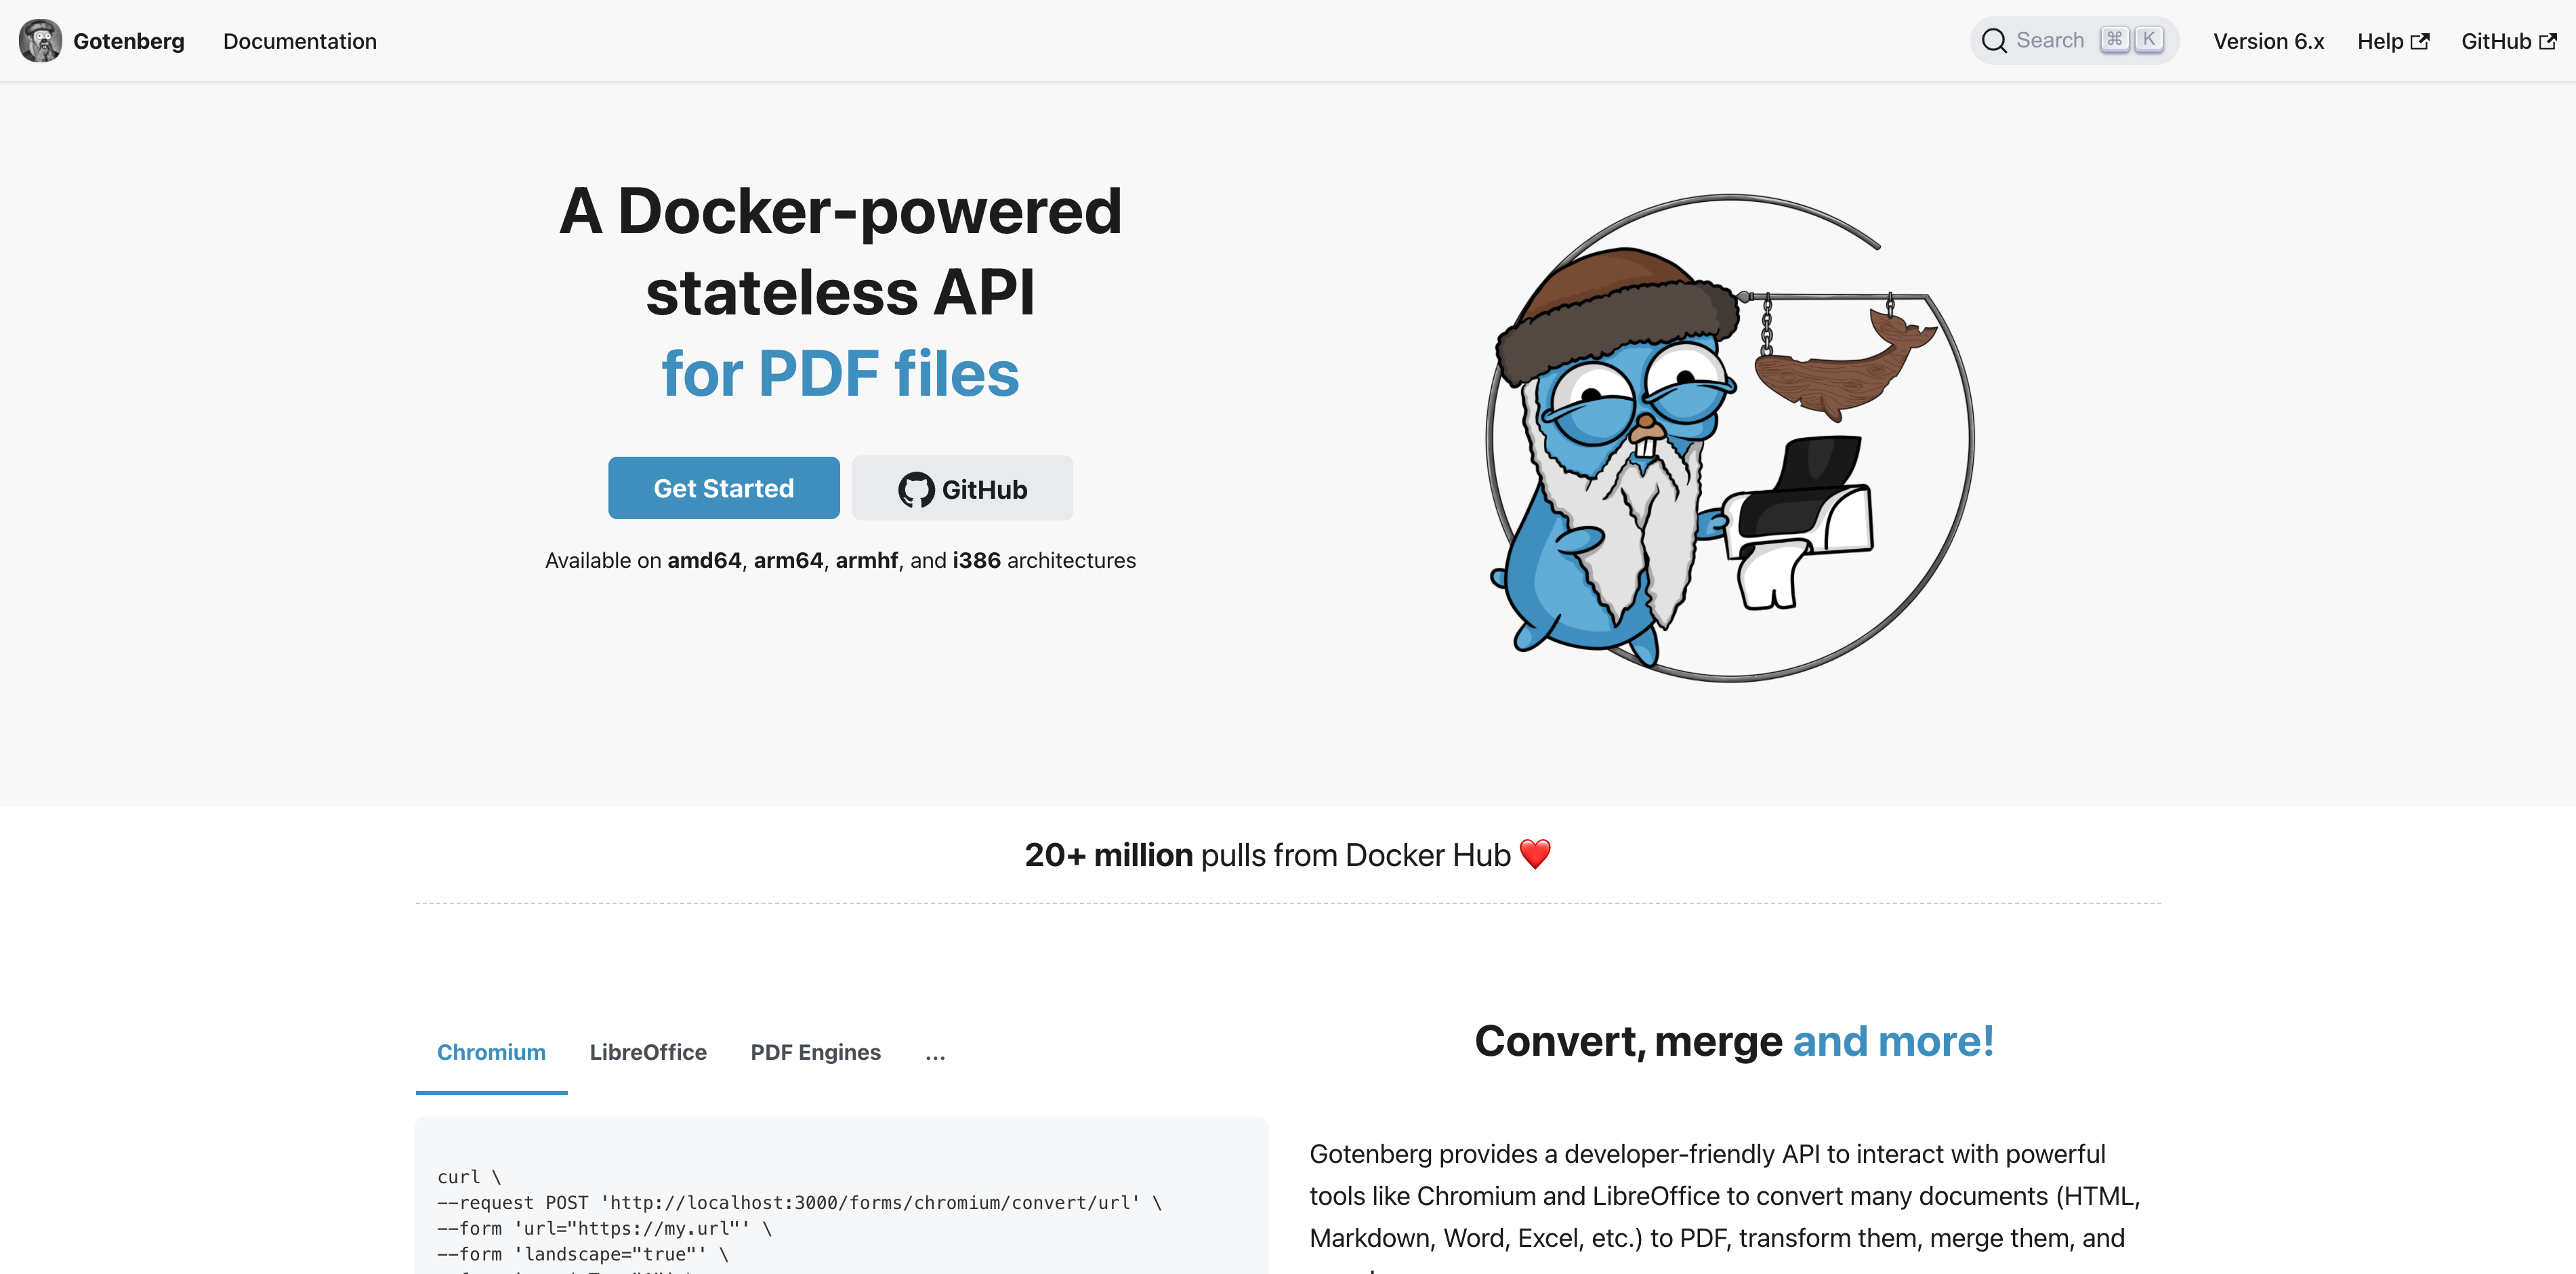 Gotenberg
Documentation
Search ⌘ K
Version 6.x
Help
GitHub
A Docker-powered
stateless API
for PDF files
Get Started
GitHub
Available on amd64, arm64, armhf, and i386 architectures
20+ million pulls from Docker Hub ❤️
Chromium LibreOffice PDF Engines ...
curl \
--request POST 'http://localhost:3000/forms/chromium/convert/url' \
--form 'url="https://my.url"' \
--form 'landscape="true"' \
Convert, merge and more!
Gotenberg provides a developer-friendly API to interact with powerful
tools like Chromium and LibreOffice to convert many documents (HTML,
Markdown, Word, Excel, etc.) to PDF, transform them, merge them, and